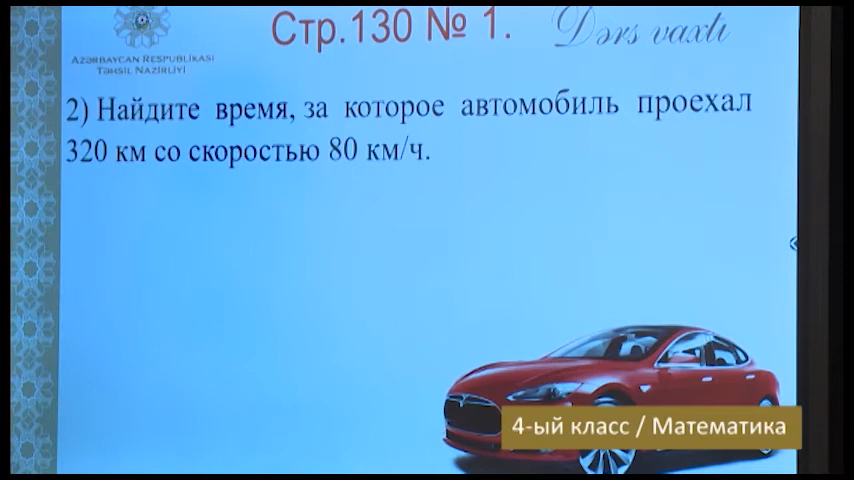 Стр.130 № 1.
Dərs vaxtı
AZƏRBAYCAN RESPUBLİKASI
TƏHSİL NAZİRLİYİ
2) Найдите время, за которое автомобиль проехал
320 км со скоростью 80 км/ч.
4-ый класс / Математика